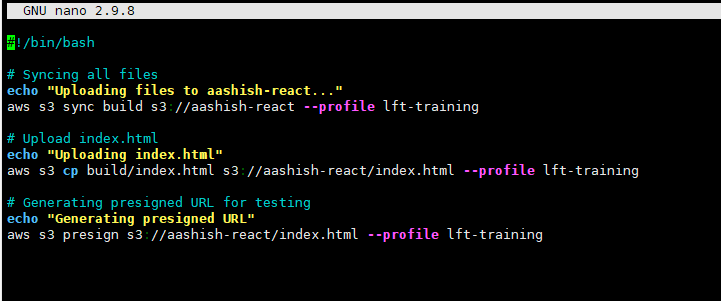 GNU nano 2.9.8
#!/bin/bash
# Syncing all files
echo "Uploading files to aashish-react..."
aws s3 sync build s3://aashish-react --profile lft-training
# Upload index.html
echo "Uploading index.html"
aws s3 cp build/index.html s3://aashish-react/index.html --profile lft-training
# Generating presigned URL for testing
echo "Generating presigned URL"
aws s3 presign s3://aashish-react/index.html --profile lft-training